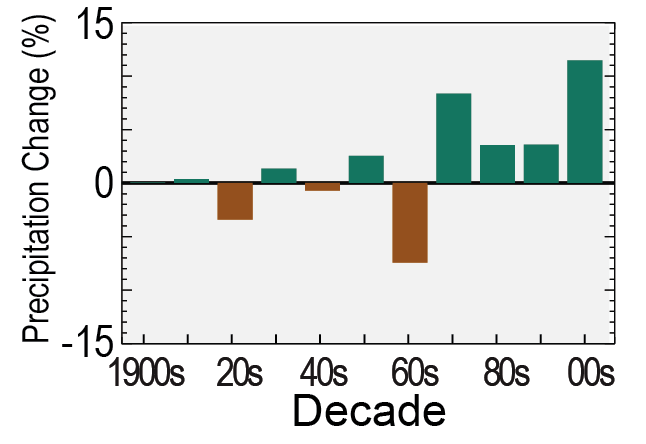 15
0
-15
Precipitation Change (%)
1900s 20s 40s 60s 80s 00s
Decade